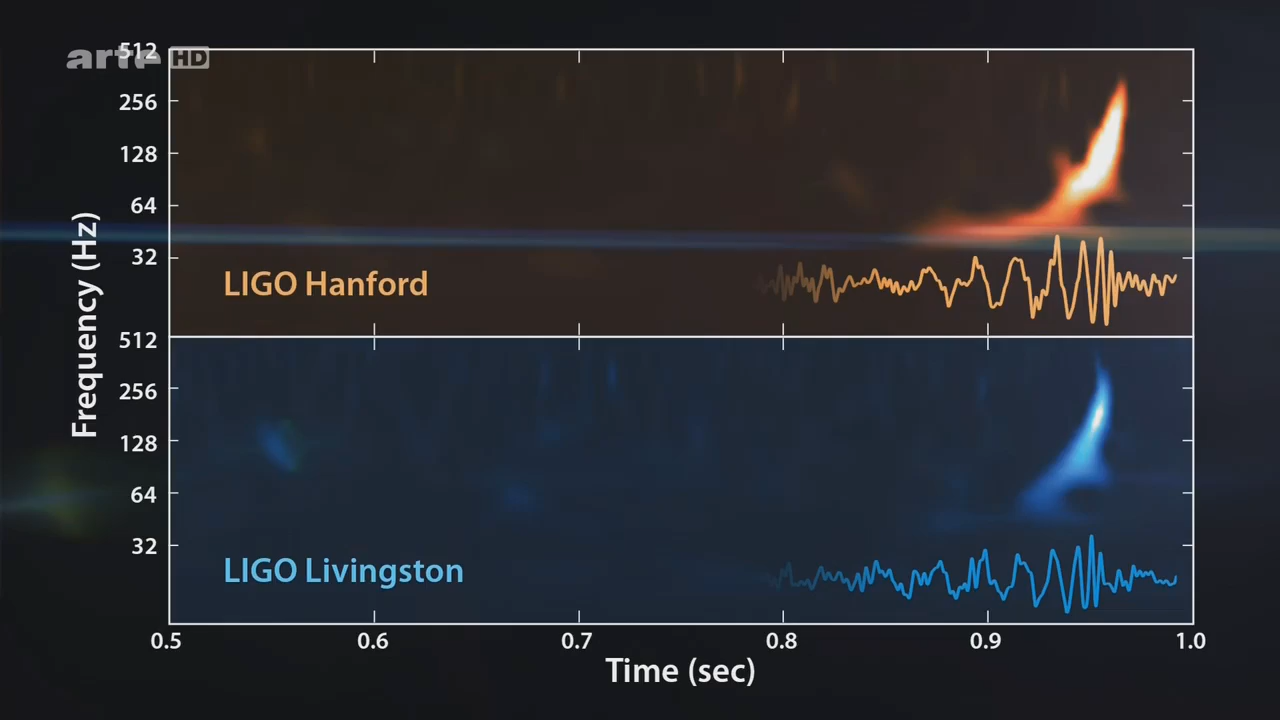 arte HD
512
256
128
64
32
LIGO Hanford
Frequency (Hz)
512
256
128
64
32
LIGO Livingston
0.5 0.6 0.7 0.8 0.9 1.0
Time (sec)